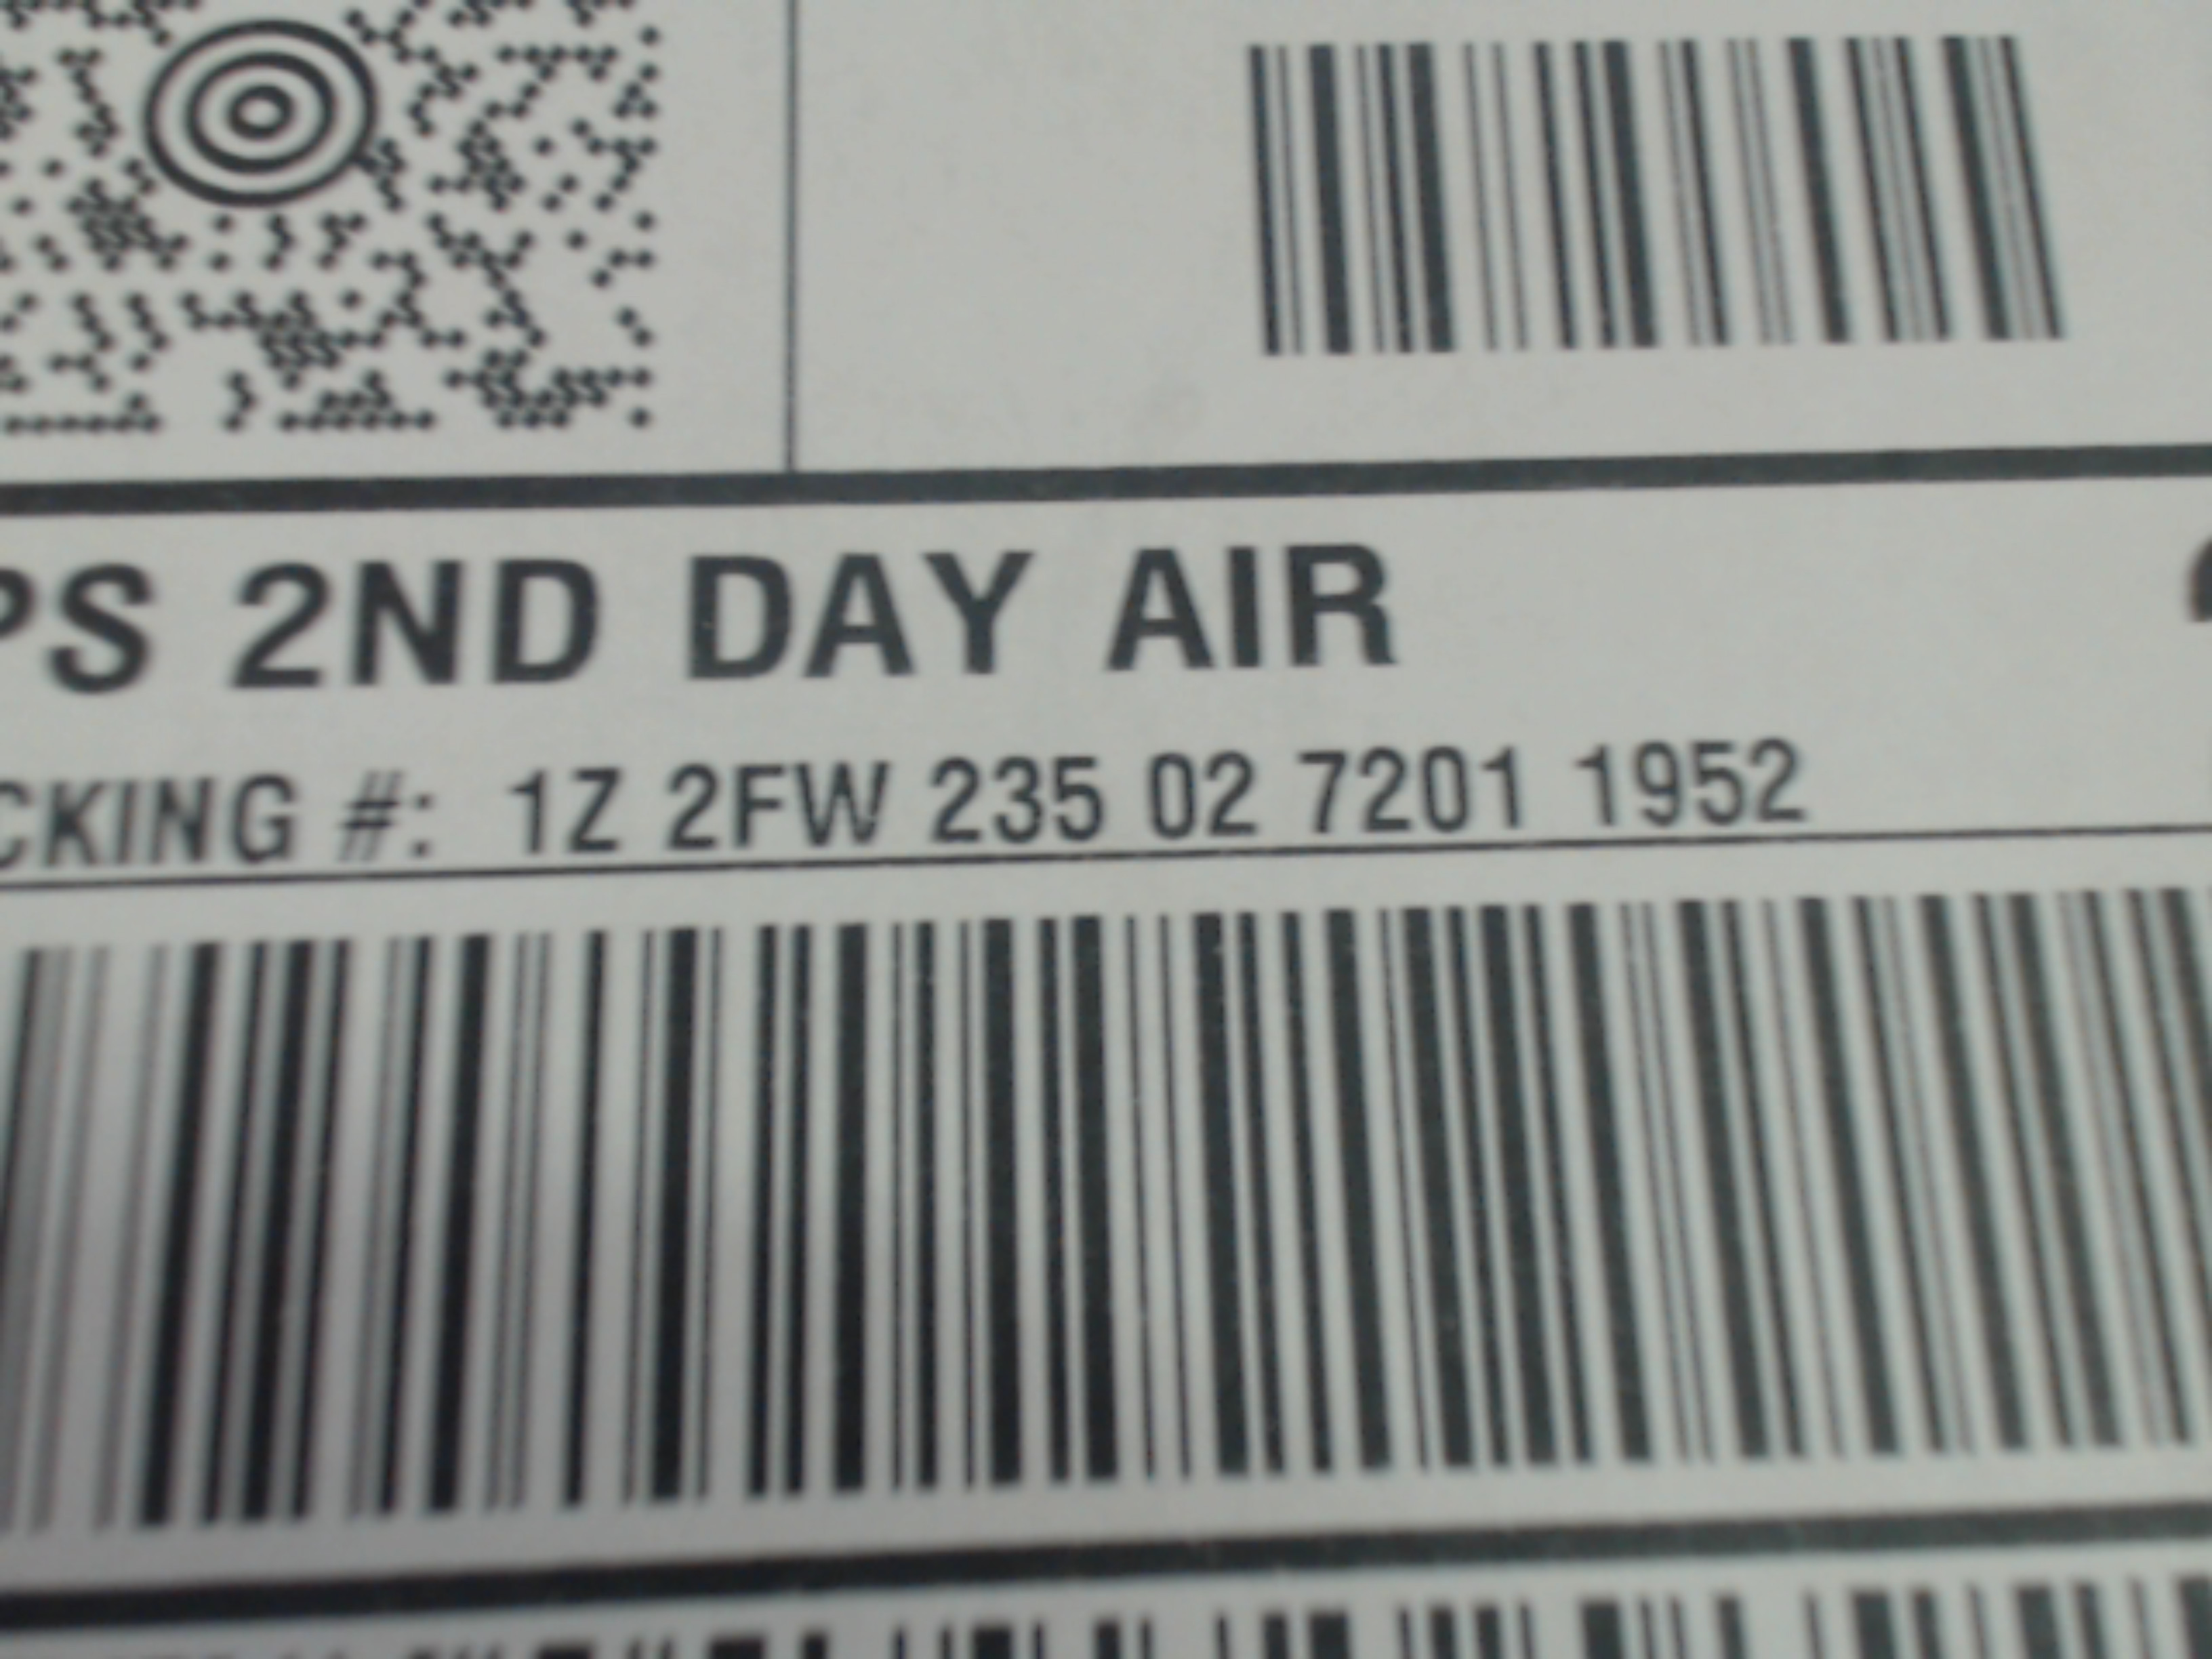 PS 2ND DAY AIR
CKING #: 1Z 2FW 235 02 7201 1952